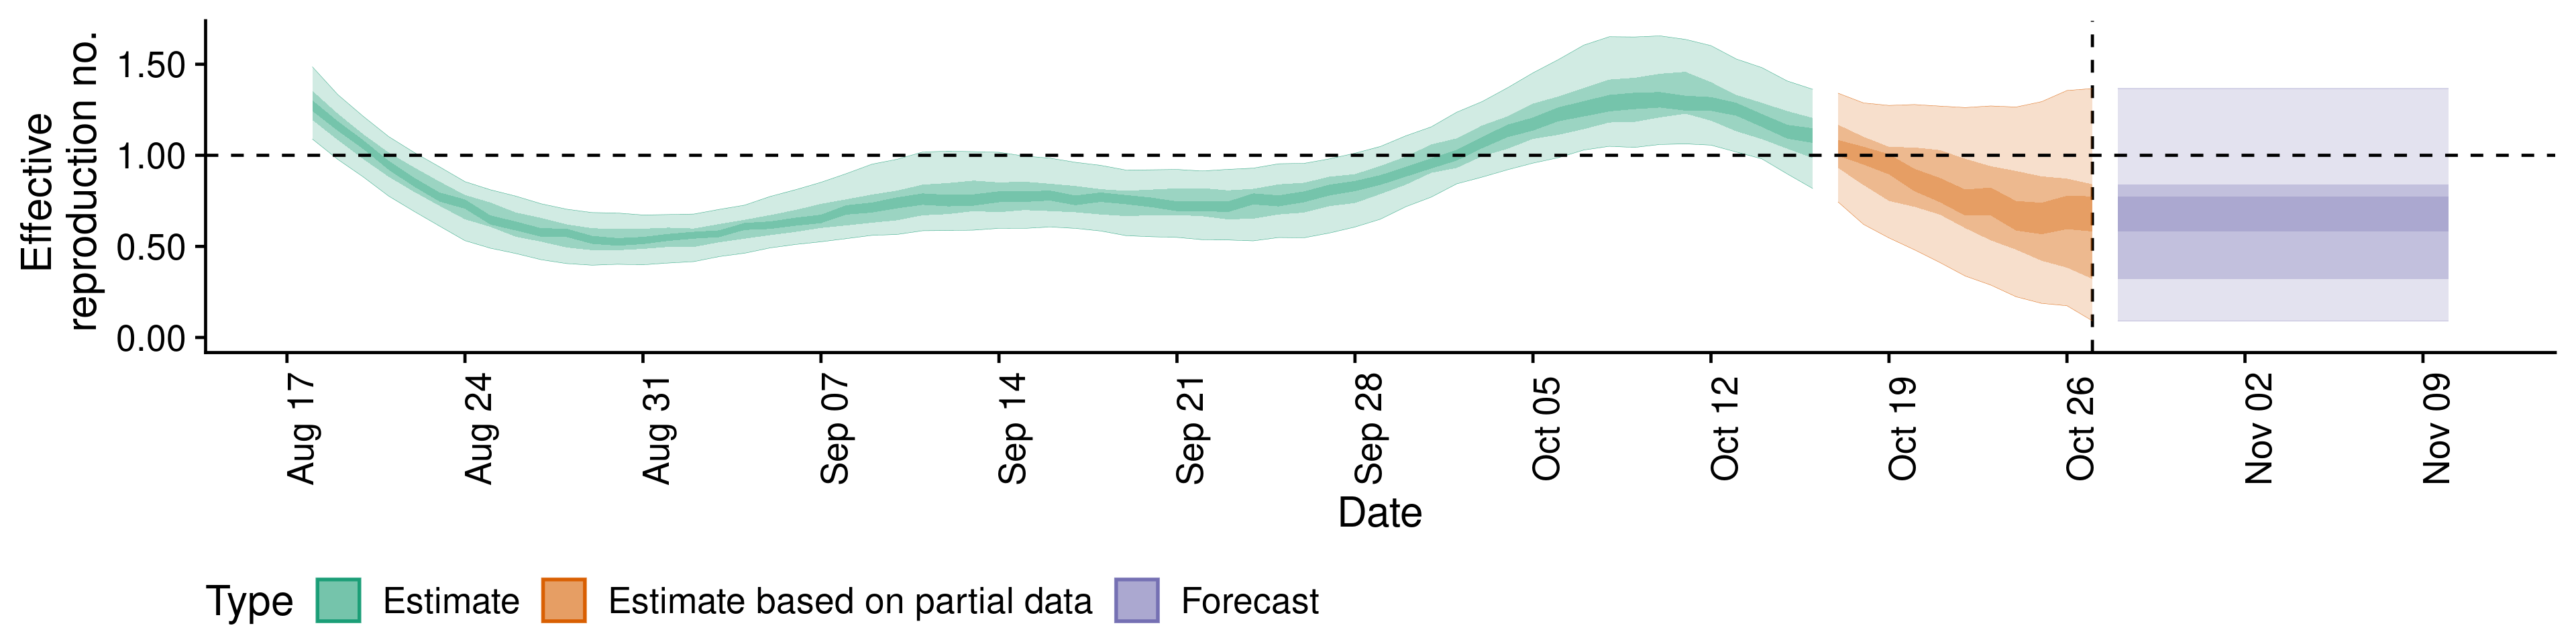 Effective
reproduction no.
1.50
1.00
0.50
0.00
Aug 17
Aug 24
Aug 31
Sep 07
Sep 14
Sep 21
Sep 28
Oct 05
Oct 12
Oct 19
Oct 26
Nov 02
Nov 09
Date
Type Estimate Estimate based on partial data Forecast